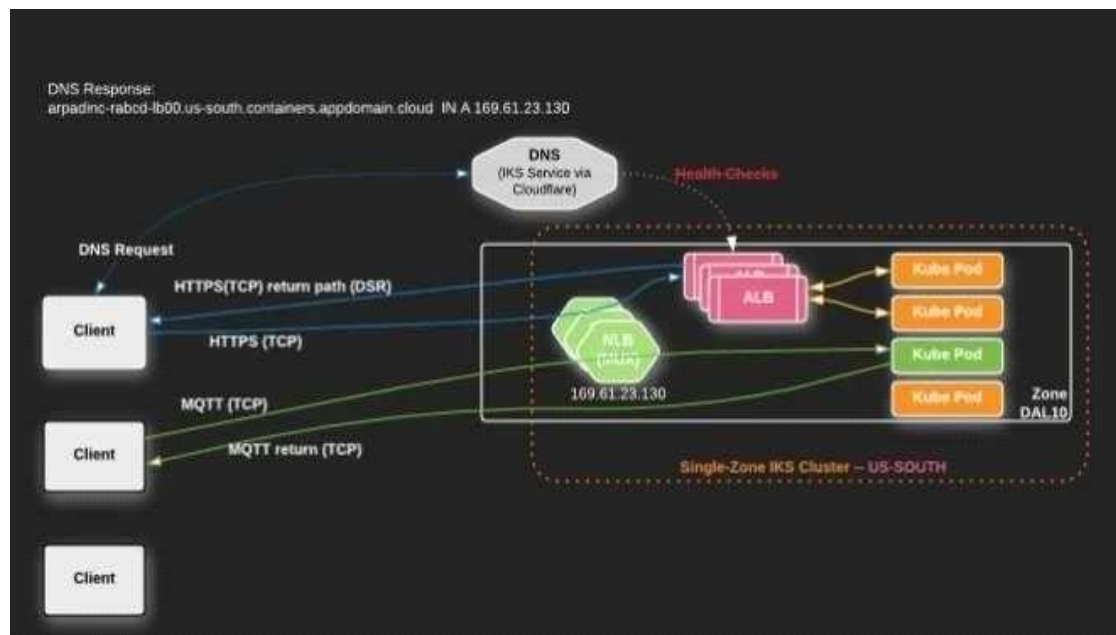 DNS Response:
arpadinc-rabcd-lb00.us-south.containers.appdomain.cloud IN A 169.61.23.130
DNS
(IKS Service via
Cloudflare)
Health Checks
DNS Request
HTTPS(TCP) return path (DSR)
Client
HTTPS (TCP)
ALB
ALB
Kube Pod
Kube Pod
NLB
(MUX)
Kube Pod
169.61.23.130
Kube Pod
Zone
DAL10
MQTT (TCP)
Client
MQTT return (TCP)
Single-Zone IKS Cluster – US-SOUTH
Client